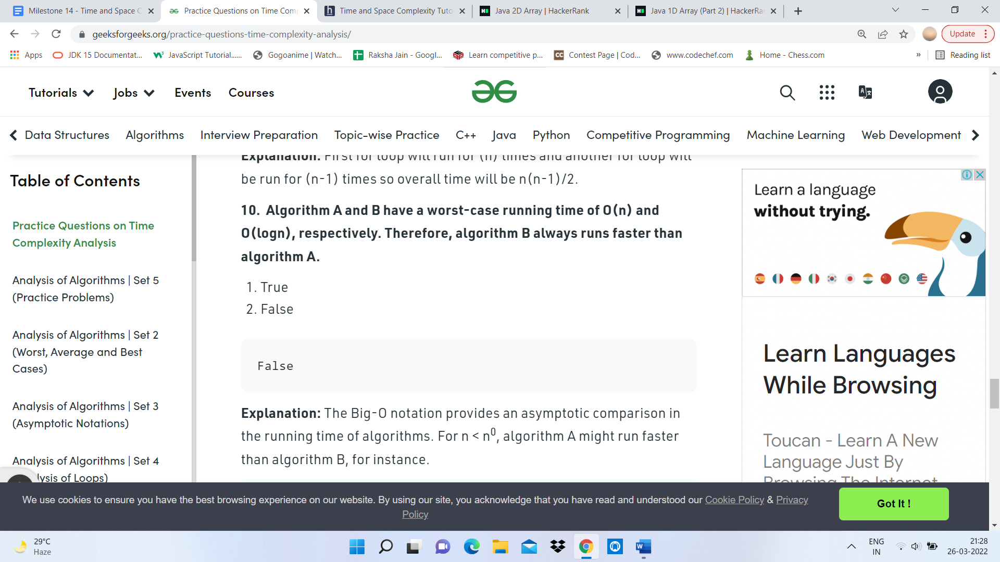 Milestone 14 - Time and Space C
Practice Questions on Time Com
Time and Space Complexity Tuto
Java 2D Array | HackerRank
Java 1D Array (Part 2) | HackerRa
geeksforgeeks.org/practice-questions-time-complexity-analysis/
Update
Apps
JDK 15 Documentat...
JavaScript Tutorial......
Gogoanime | Watch...
Raksha Jain - Googl...
Learn competitive p...
CC
Contest Page | Cod...
www.codechef.com
Home - Chess.com
»
Reading list
Tutorials
Jobs
Events
Courses
Data Structures
Algorithms
Interview Preparation
Topic-wise Practice
C++
Java
Python
Competitive Programming
Machine Learning
Web Development
Table of Contents
Practice Questions on Time
Complexity Analysis
Analysis of Algorithms | Set 5
(Practice Problems)
Analysis of Algorithms | Set 2
(Worst, Average and Best
Cases)
Analysis of Algorithms | Set 3
(Asymptotic Notations)
Analysis of Algorithms | Set 4
lysis of Loops)
Explanation: First for loop will run for (n) times and another for loop will
be run for (n-1) times so overall time will be n(n-1)/2.
10. Algorithm A and B have a worst-case running time of O(n) and
O(logn), respectively. Therefore, algorithm B always runs faster than
algorithm A.
1. True
2. False
False
Explanation: The Big-O notation provides an asymptotic comparison in
the running time of algorithms. For n < n⁰, algorithm A might run faster
than algorithm B, for instance.
Learn a language
without trying.
Learn Languages
While Browsing
Toucan - Learn A New
Language Just By
Browsing The Internet
We use cookies to ensure you have the best browsing experience on our website. By using our site, you acknowledge that you have read and understood our Cookie Policy & Privacy
Policy
Got It !
29°C
Haze
ENG
IN
21:28
26-03-2022